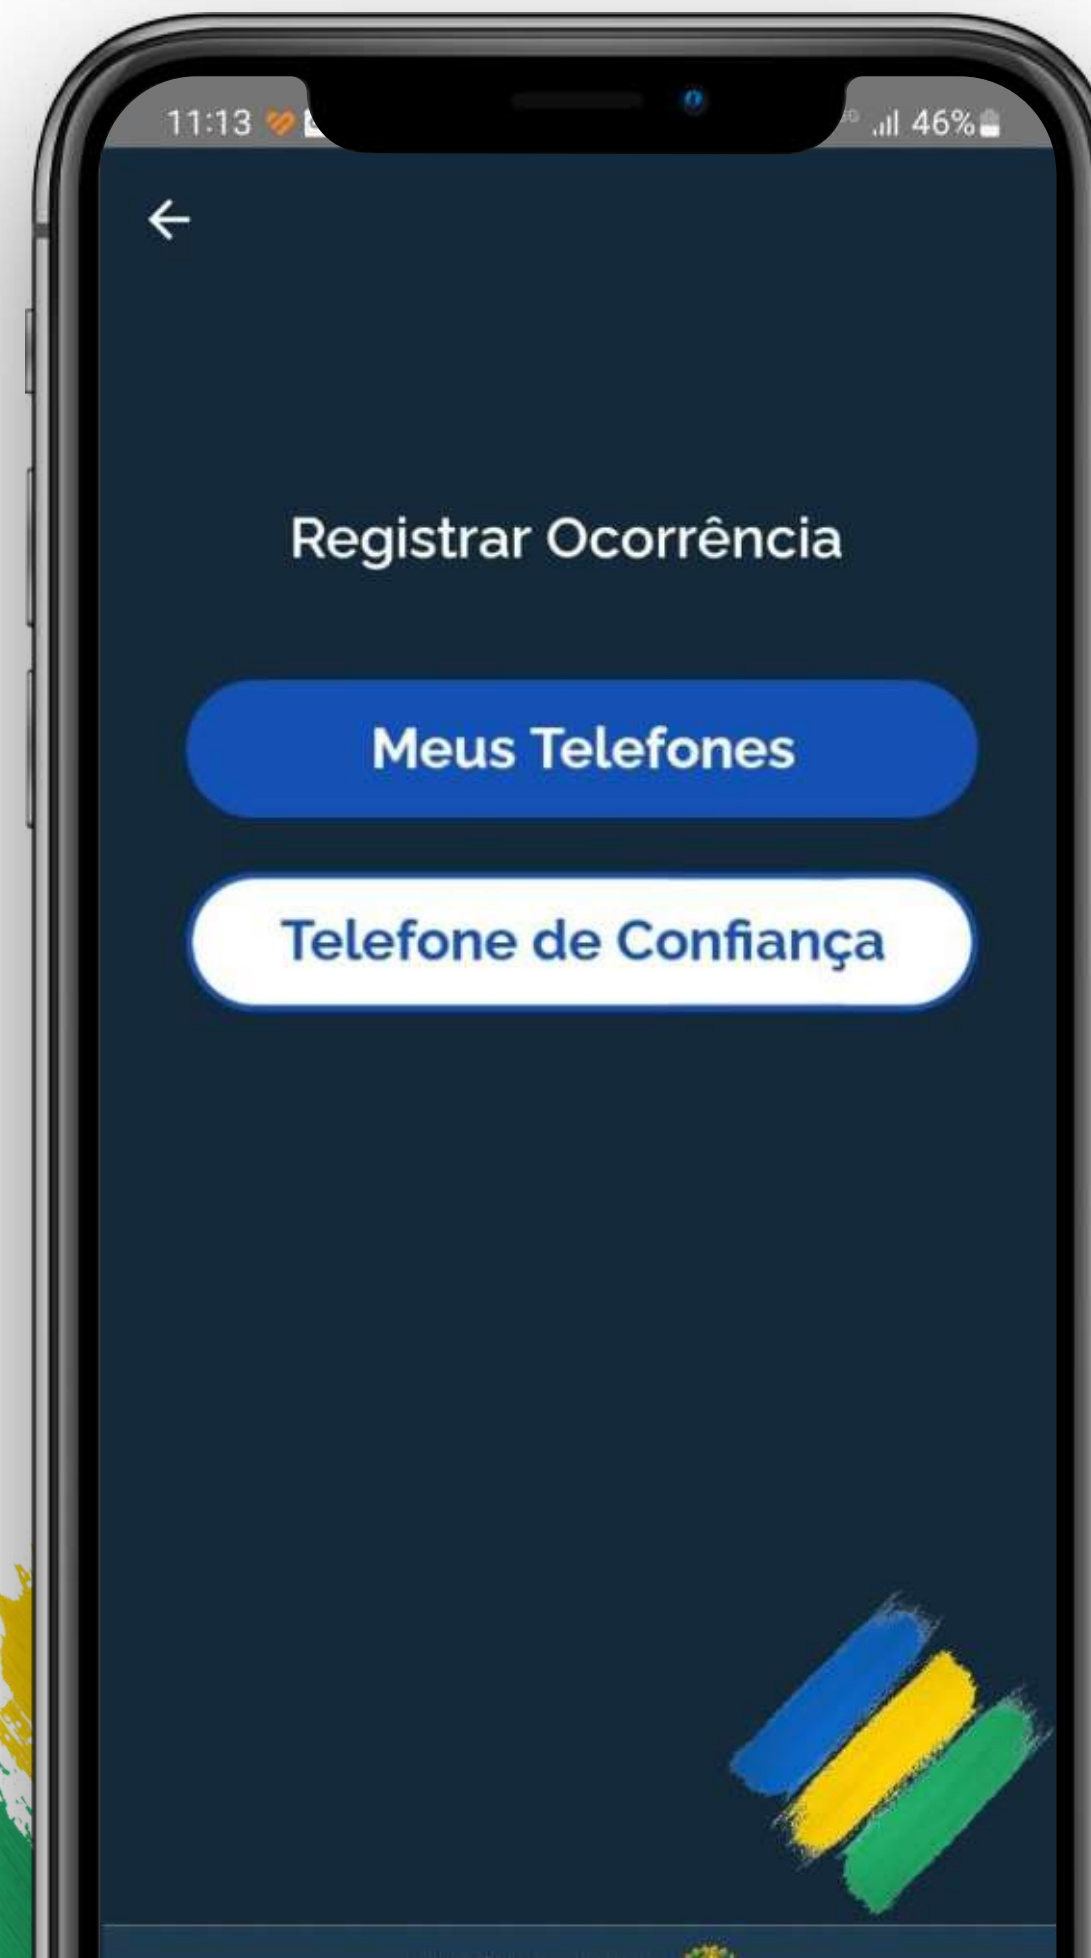 11:13
46%
Registrar Ocorrência
Meus Telefones
Telefone de Confiança